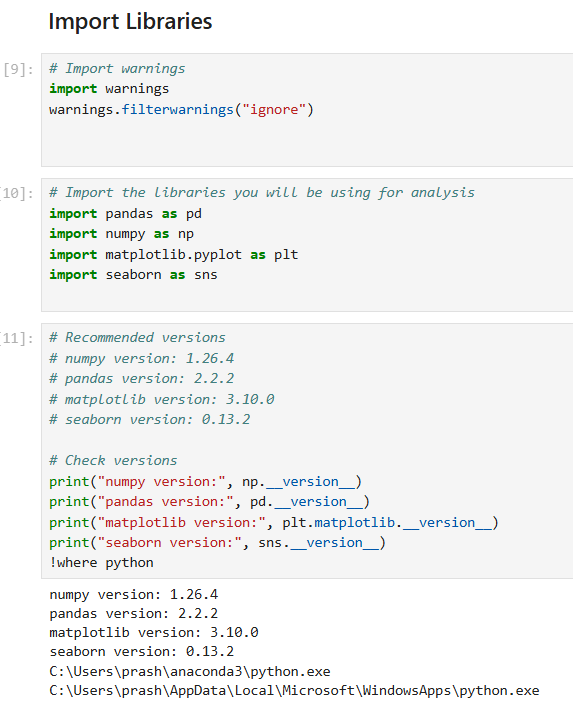 Import Libraries
[9]:
# Import warnings
import warnings
warnings.filterwarnings("ignore")
[10]:
# Import the libraries you will be using for analysis
import pandas as pd
import numpy as np
import matplotlib.pyplot as plt
import seaborn as sns
[11]:
# Recommended versions
# numpy version: 1.26.4
# pandas version: 2.2.2
# matplotlib version: 3.10.0
# seaborn version: 0.13.2
# Check versions
print("numpy version:", np.__version__)
print("pandas version:", pd.__version__)
print("matplotlib version:", plt.matplotlib.__version__)
print("seaborn version:", sns.__version__)
!where python
numpy version: 1.26.4
pandas version: 2.2.2
matplotlib version: 3.10.0
seaborn version: 0.13.2
C:\Users\prash\anaconda3\python.exe
C:\Users\prash\AppData\Local\Microsoft\WindowsApps\python.exe